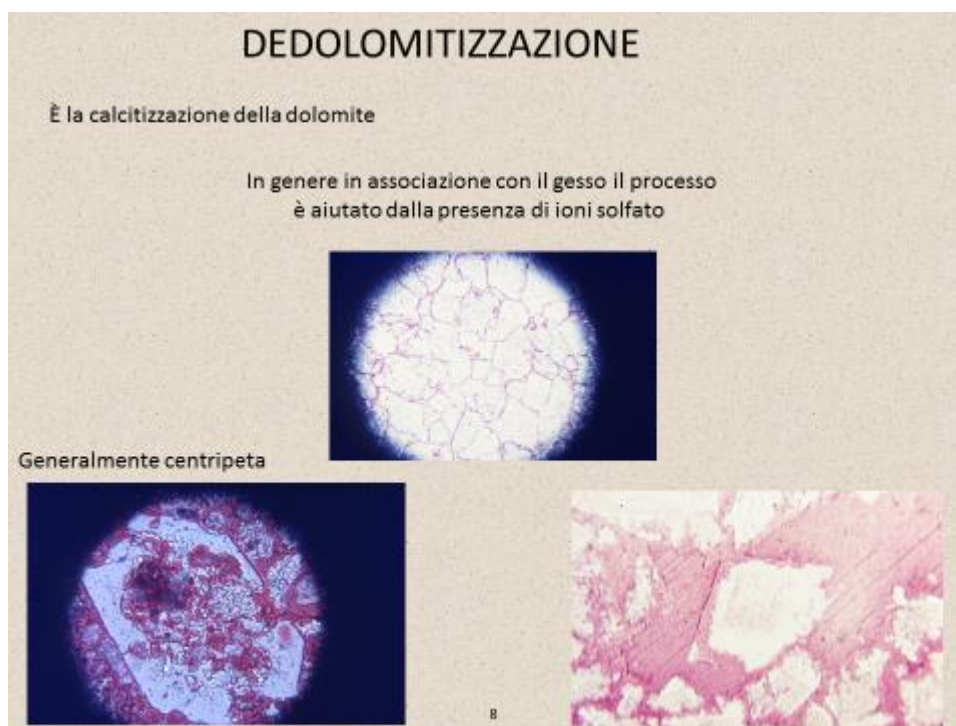 DEDOLOMITIZZAZIONE
È la calcitizzazione della dolomite
In genere in associazione con il gesso il processo
è aiutato dalla presenza di ioni solfato
Generalmente centripeta
8